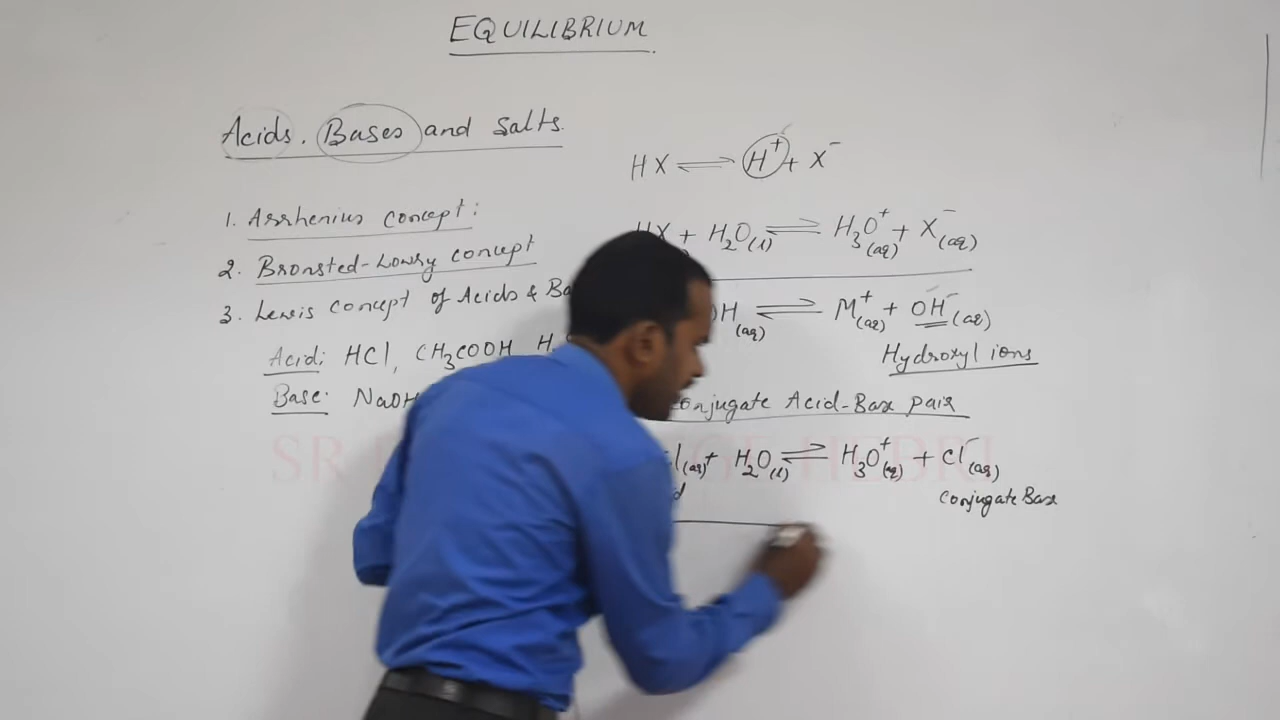 EQUILIBRIUM
Acids, Bases and Salts.
HX ⇌ H⁺ + X⁻
1. Arrhenius concept:
HX + H₂O(l) ⇌ H₃O⁺(aq) + X⁻(aq)
2. Bronsted-Lowry concept
3. Lewis concept of Acids & Ba
OH(aq) ⇌ M⁺(aq) + OH⁻(aq)
Hydroxyl ions
Acid: HCl, CH₃COOH, H
Base: NaOH
Conjugate Acid-Base pair
l(aq) + H₂O(l) ⇌ H₃O⁺(aq) + Cl⁻(aq)
d
Conjugate Base